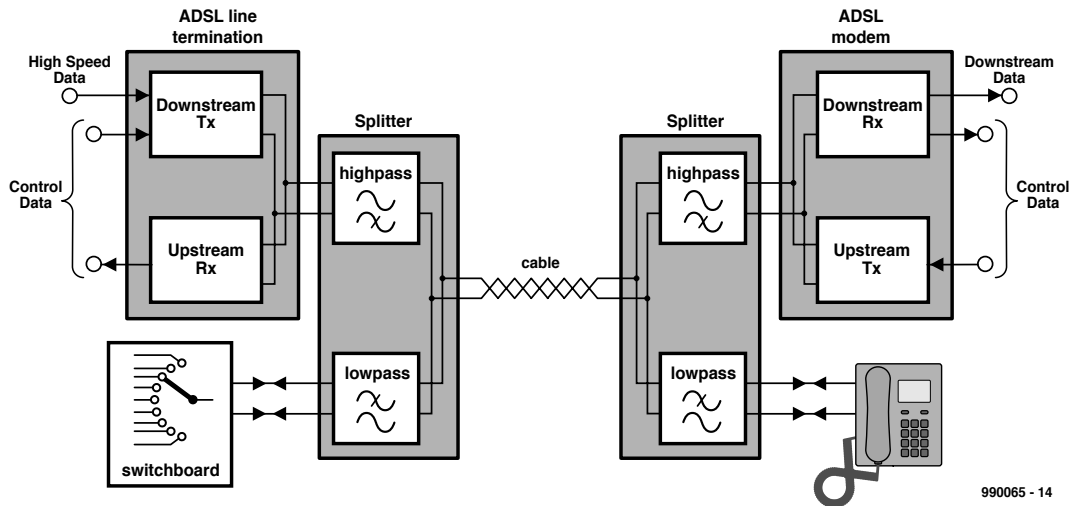 ADSL line
termination
ADSL
modem
High Speed
Data
Downstream
Data
Downstream
Tx
Downstream
Rx
Splitter
Splitter
highpass
highpass
Control
Data
Control
Data
Upstream
Rx
Upstream
Tx
cable
lowpass
lowpass
switchboard
990065 - 14